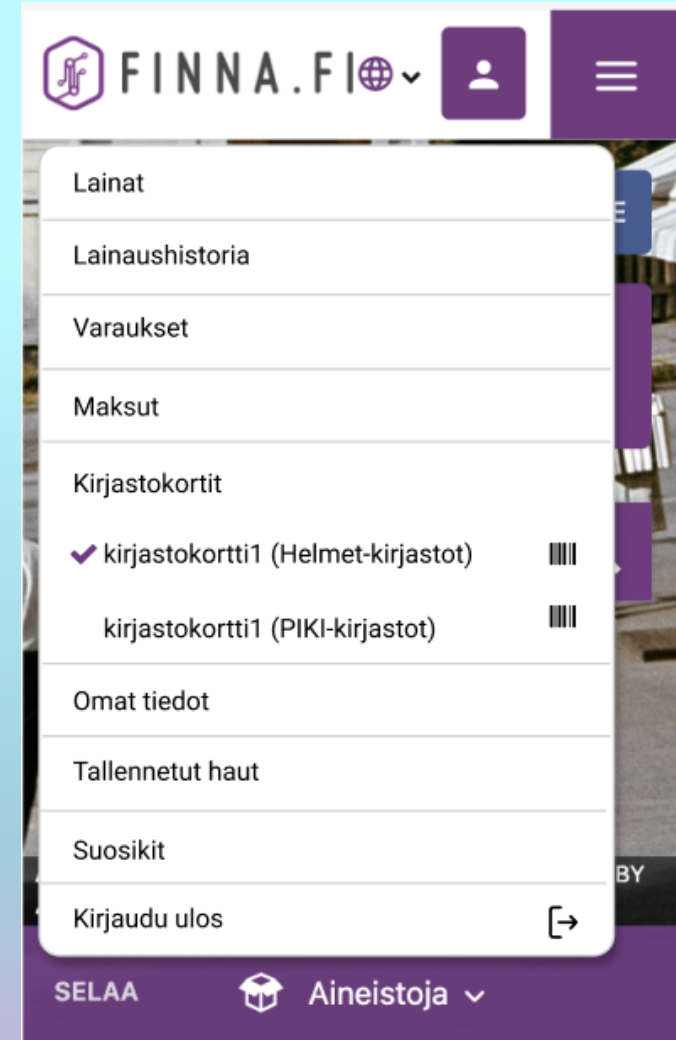 FINNA.FI
Lainat
E
Lainaushistoria
Varaukset
Maksut
Kirjastokortit
kirjastokortti1 (Helmet-kirjastot)
kirjastokortti1 (PIKI-kirjastot)
Omat tiedot
Tallennetut haut
Suosikit
BY
Kirjaudu ulos
SELAA Aineistoja